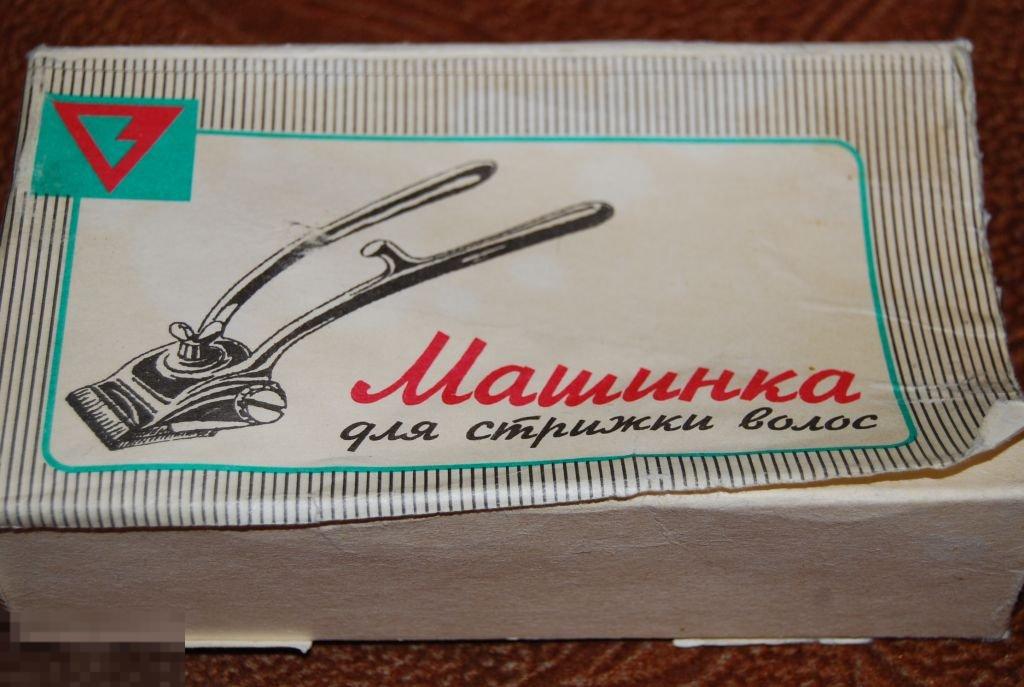 Машинка
для стрижки волос